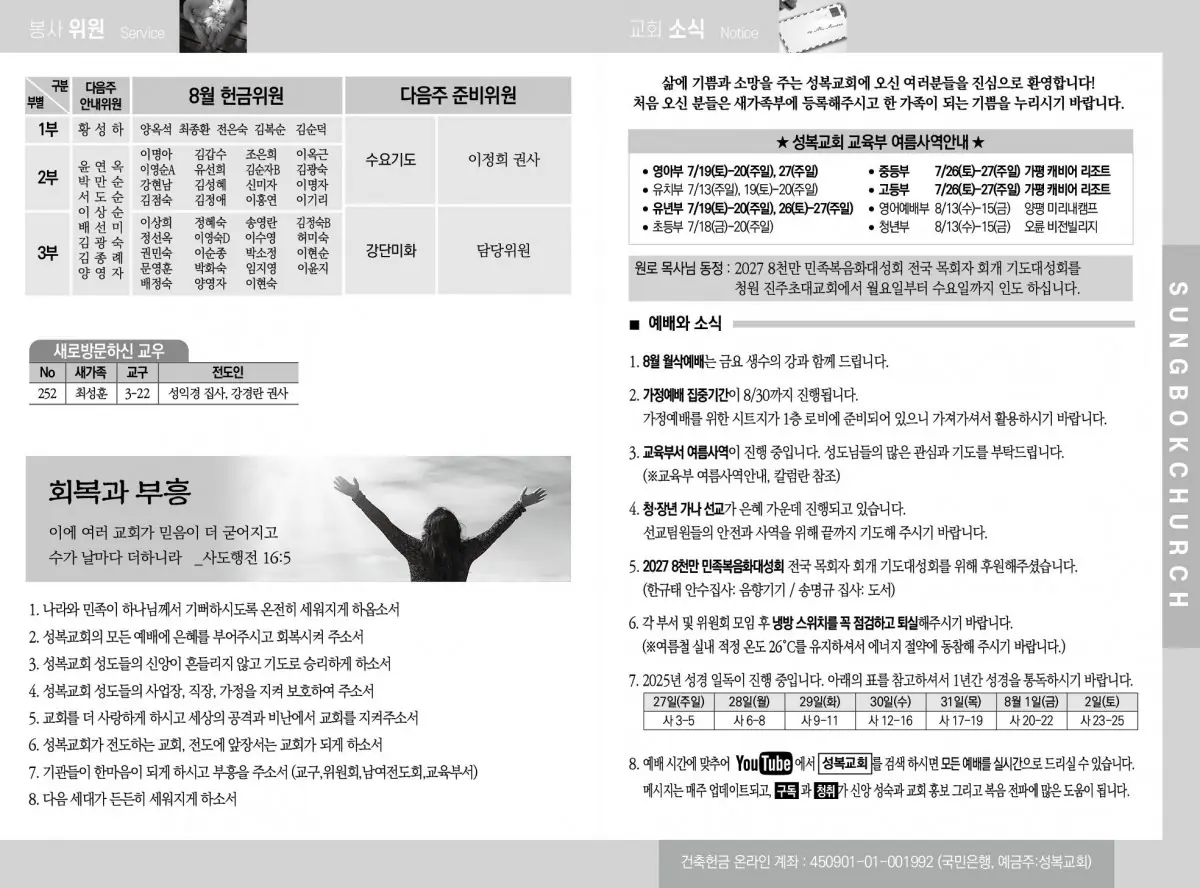 봉사 위원 Service
구분
부별
다음주
안내위원
8월 헌금위원
다음주 준비위원
1부
황성하
양옥석 최종환 전은숙 김복순 김순덕
2부
윤연옥
박만순
서도순
이상순
배선미
김광숙
김종례
양영자
이명아 김갑수 조은희 이옥근
이영순A 유선희 김순자B 김광숙
강현남 김성혜 신미자 이명자
김점숙 김정애 이홍연 이기리
3부
이상희 정혜숙 송영란 김정숙B
정선옥 이영숙D 이수영 허미숙
권민숙 이순종 박소정 이현순
문영훈 박화숙 임지영 이윤지
배정숙 양영자 이현숙
수요기도
이정희 권사
강단미화
담당위원
새로방문하신 교우
No 새가족 교구 전도인
252 최성훈 3-22 성익경 집사, 강경란 권사
회복과 부흥
이에 여러 교회가 믿음이 더 굳어지고
수가 날마다 더하니라 _사도행전 16:5
1. 나라와 민족이 하나님께서 기뻐하시도록 온전히 세워지게 하옵소서
2. 성복교회의 모든 예배에 은혜를 부어주시고 회복시켜 주소서
3. 성복교회 성도들의 신앙이 흔들리지 않고 기도로 승리하게 하소서
4. 성복교회 성도들의 사업장, 직장, 가정을 지켜 보호하여 주소서
5. 교회를 더 사랑하게 하시고 세상의 공격과 비난에서 교회를 지켜주소서
6. 성복교회가 전도하는 교회, 전도에 앞장서는 교회가 되게 하소서
7. 기관들이 한마음이 되게 하시고 부흥을 주소서 (교구,위원회,남여전도회,교육부서)
8. 다음 세대가 든든히 세워지게 하소서
교회 소식 Notice
삶에 기쁨과 소망을 주는 성복교회에 오신 여러분들을 진심으로 환영합니다!
처음 오신 분들은 새가족부에 등록해주시고 한 가족이 되는 기쁨을 누리시기 바랍니다.
★ 성복교회 교육부 여름사역안내 ★
• 영아부 7/19(토)-20(주일), 27(주일)
• 유치부 7/13(주일), 19(토)-20(주일)
• 유년부 7/19(토)-20(주일), 26(토)-27(주일)
• 초등부 7/18(금)-20(주일)
• 중등부 7/26(토)-27(주일) 가평 캐비어 리조트
• 고등부 7/26(토)-27(주일) 가평 캐비어 리조트
• 영어예배부 8/13(수)-15(금) 양평 미리내캠프
• 청년부 8/13(수)-15(금) 오륜 비전빌리지
원로 목사님 동정 : 2027 8천만 민족복음화대성회 전국 목회자 회개 기도대성회를
청원 진주초대교회에서 월요일부터 수요일까지 인도 하십니다.
■ 예배와 소식
1. 8월 월삭예배는 금요 생수의 강과 함께 드립니다.
2. 가정예배 집중기간이 8/30까지 진행됩니다.
가정예배를 위한 시트지가 1층 로비에 준비되어 있으니 가져가셔서 활용하시기 바랍니다.
3. 교육부서 여름사역이 진행 중입니다. 성도님들의 많은 관심과 기도를 부탁드립니다.
(※교육부 여름사역안내, 칼럼란 참조)
4. 청·장년 가나 선교가 은혜 가운데 진행되고 있습니다.
선교팀원들의 안전과 사역을 위해 끝까지 기도해 주시기 바랍니다.
5. 2027 8천만 민족복음화대성회 전국 목회자 회개 기도대성회를 위해 후원해주셨습니다.
(한규태 안수집사: 음향기기 / 송명규 집사: 도서)
6. 각 부서 및 위원회 모임 후 냉방 스위치를 꼭 점검하고 퇴실해주시기 바랍니다.
(※여름철 실내 적정 온도 26˚C를 유지하셔서 에너지 절약에 동참해 주시기 바랍니다.)
7. 2025년 성경 일독이 진행 중입니다. 아래의 표를 참고하셔서 1년간 성경을 통독하시기 바랍니다.
27일(주일) 28일(월) 29일(화) 30일(수) 31일(목) 8월 1일(금) 2일(토)
사 3-5 사 6-8 사 9-11 사 12-16 사 17-19 사 20-22 사 23-25
8. 예배 시간에 맞추어 YouTube 에서 성복교회 를 검색 하시면 모든 예배를 실시간으로 드리실 수 있습니다.
메시지는 매주 업데이트되고, 구독 과 청취 가 신앙 성숙과 교회 홍보 그리고 복음 전파에 많은 도움이 됩니다.
SUNGBOKCHURCH
건축헌금 온라인 계좌 : 450901-01-001992 (국민은행, 예금주:성복교회)